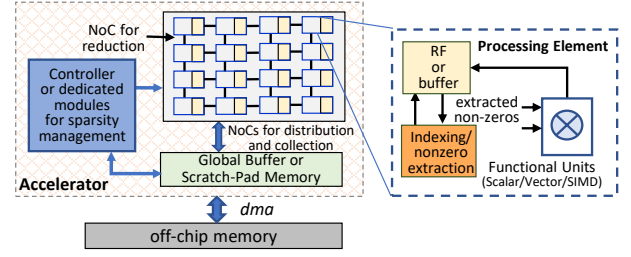 NoC for
reduction
Controller
or dedicated
modules
for sparsity
management
NoCs for distribution
and collection
Global Buffer or
Scratch-Pad Memory
Accelerator
dma
off-chip memory
Processing Element
RF
or
buffer
extracted
non-zeros
Indexing/
nonzero
extraction
Functional Units
(Scalar/Vector/SIMD)